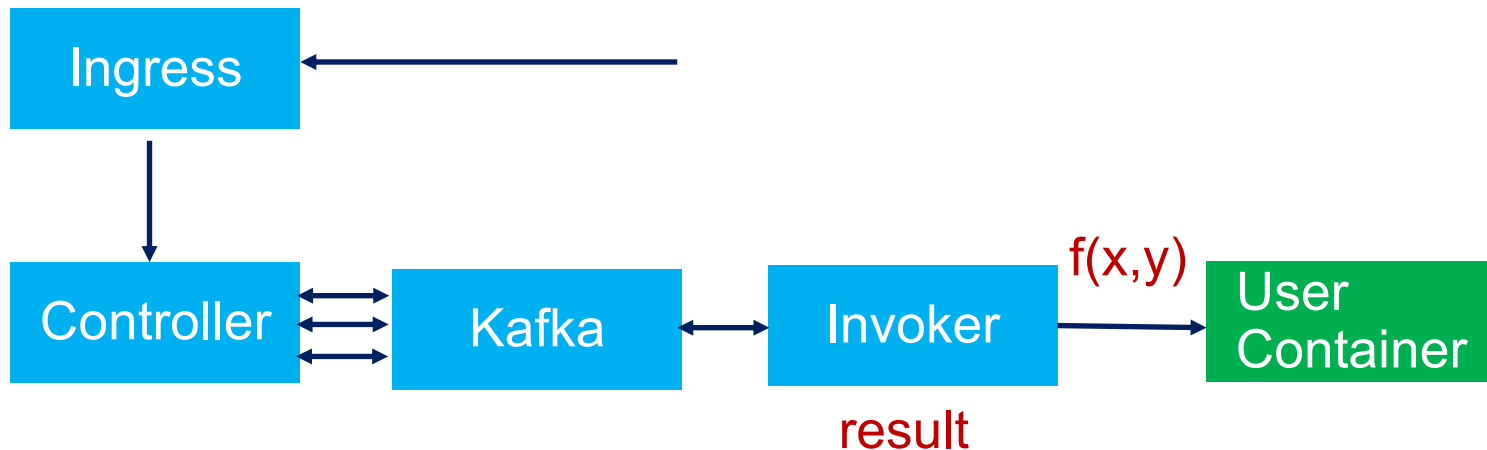 Ingress
Controller
Kafka
Invoker
f(x,y)
User
Container
result